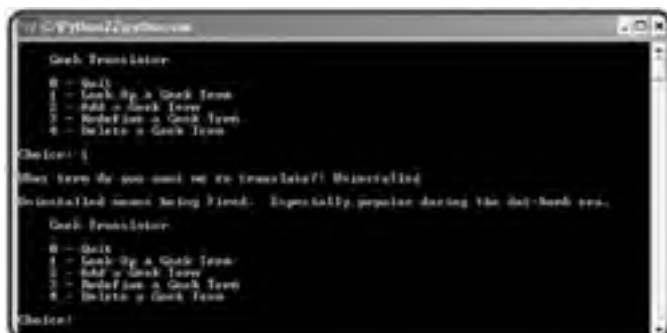 Geek Translator
0 - Quit
1 - Look Up a Geek Term
2 - Add a Geek Term
3 - Redefine a Geek Term
4 - Delete a Geek Term
Choice: 1
What term do you want me to translate?: Uninstalled
Uninstalled means being fired. Especially popular during the dot-bomb era.
Geek Translator
0 - Quit
1 - Look Up a Geek Term
2 - Add a Geek Term
3 - Redefine a Geek Term
4 - Delete a Geek Term
Choice: